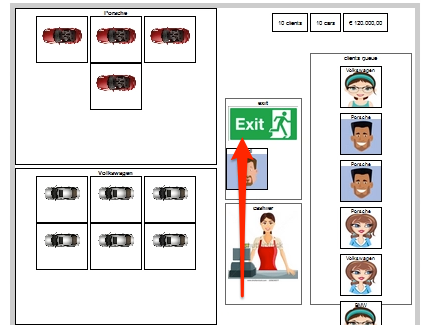 Porsche
10 clients
10 cars
€ 120.000,00
clients queue
Volkswagen
exit
Exit
Porsche
Porsche
Volkswagen
cashier
Porsche
Volkswagen
BMW